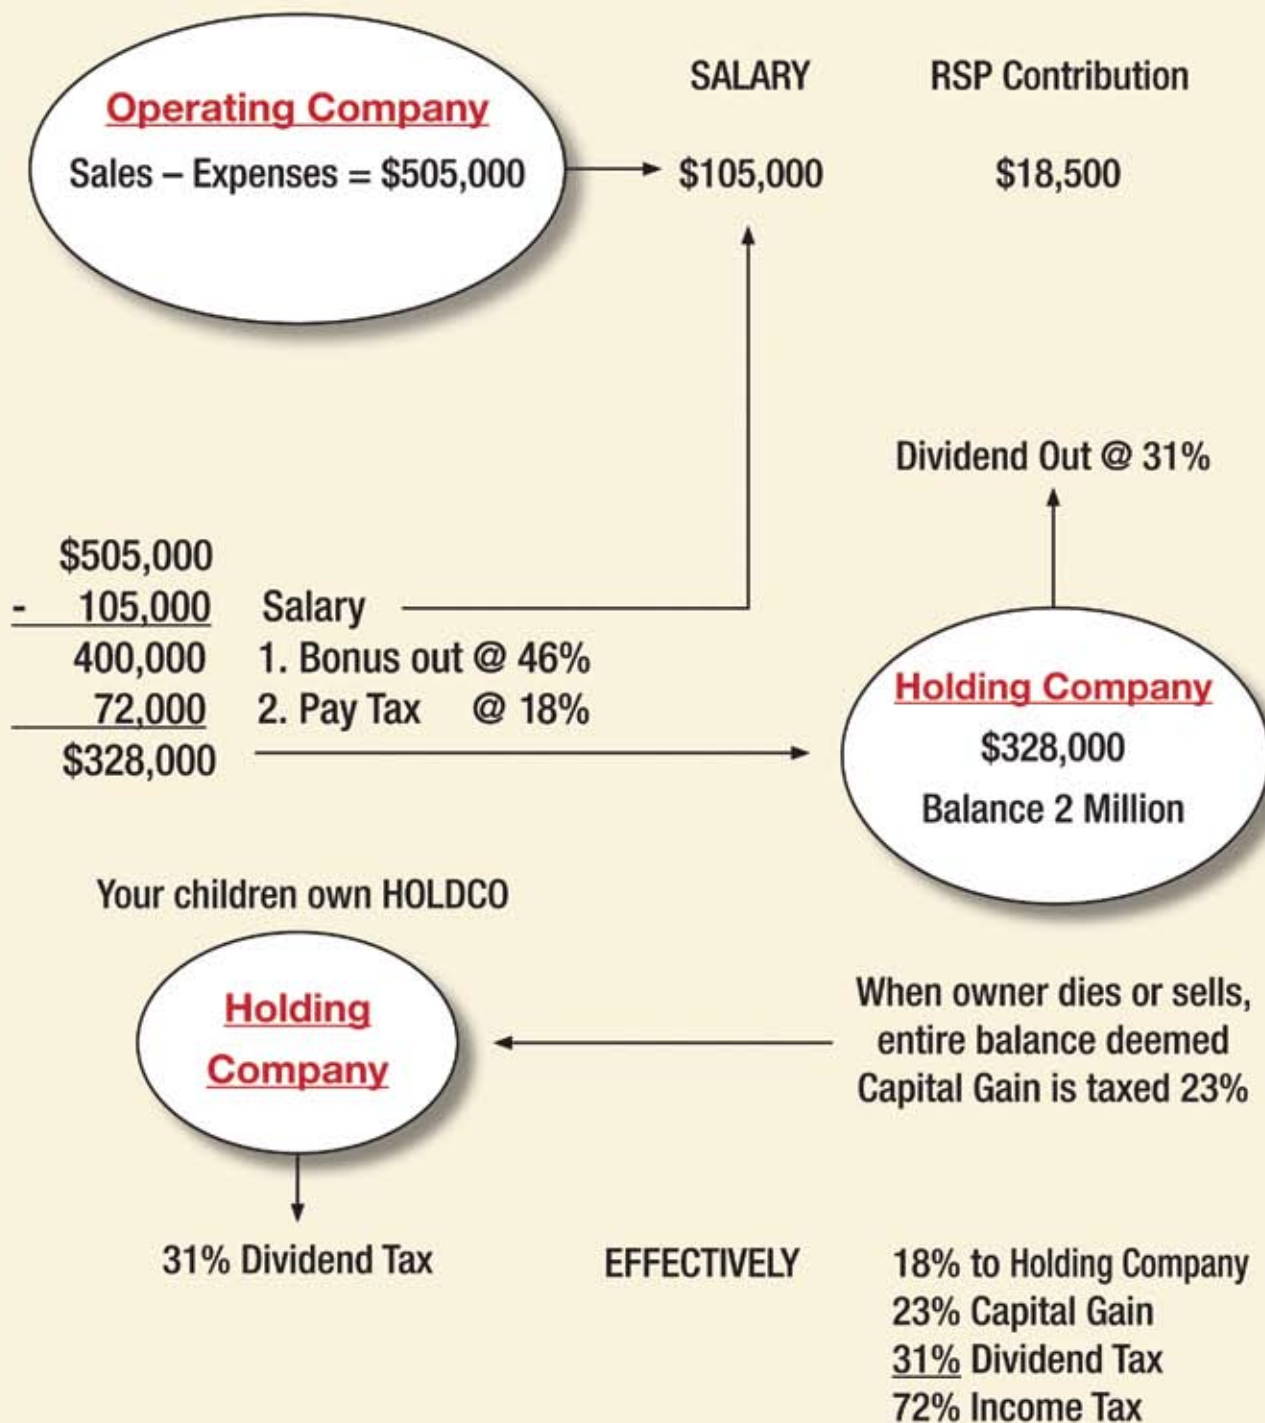 SALARY RSP Contribution
Operating Company
Sales – Expenses = $505,000
$105,000 $18,500
Dividend Out @ 31%
$505,000
- 105,000 Salary
400,000 1. Bonus out @ 46%
72,000 2. Pay Tax @ 18%
$328,000
Holding Company
$328,000
Balance 2 Million
Your children own HOLDCO
Holding
Company
When owner dies or sells,
entire balance deemed
Capital Gain is taxed 23%
31% Dividend Tax
EFFECTIVELY 18% to Holding Company
23% Capital Gain
31% Dividend Tax
72% Income Tax